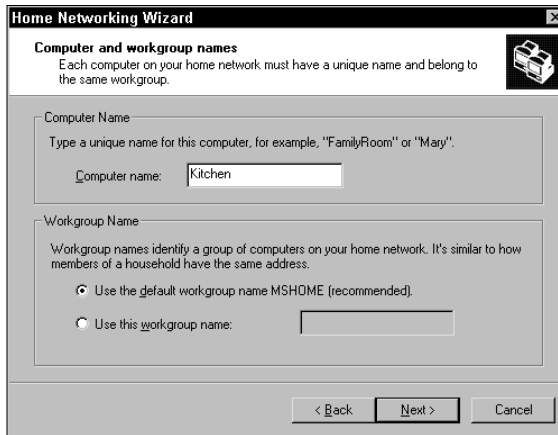 Home Networking Wizard
Computer and workgroup names
Each computer on your home network must have a unique name and belong to
the same workgroup.
Computer Name
Type a unique name for this computer, for example, "FamilyRoom" or "Mary".
Computer name: Kitchen
Workgroup Name
Workgroup names identify a group of computers on your home network. It's similar to how
members of a household have the same address.
Use the default workgroup name MSHOME (recommended).
Use this workgroup name:
< Back Next > Cancel